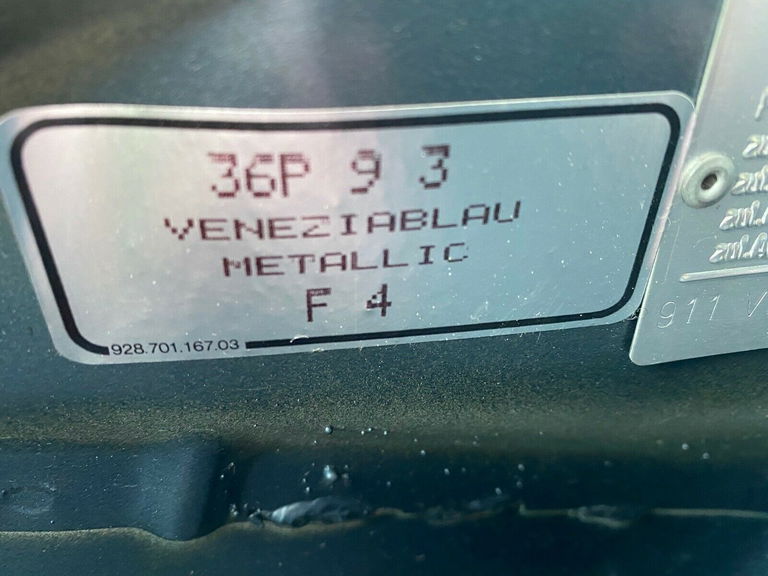 36P 9 3
VENEZIABLAU
METALLIC
F 4
928.701.167.03
911 V